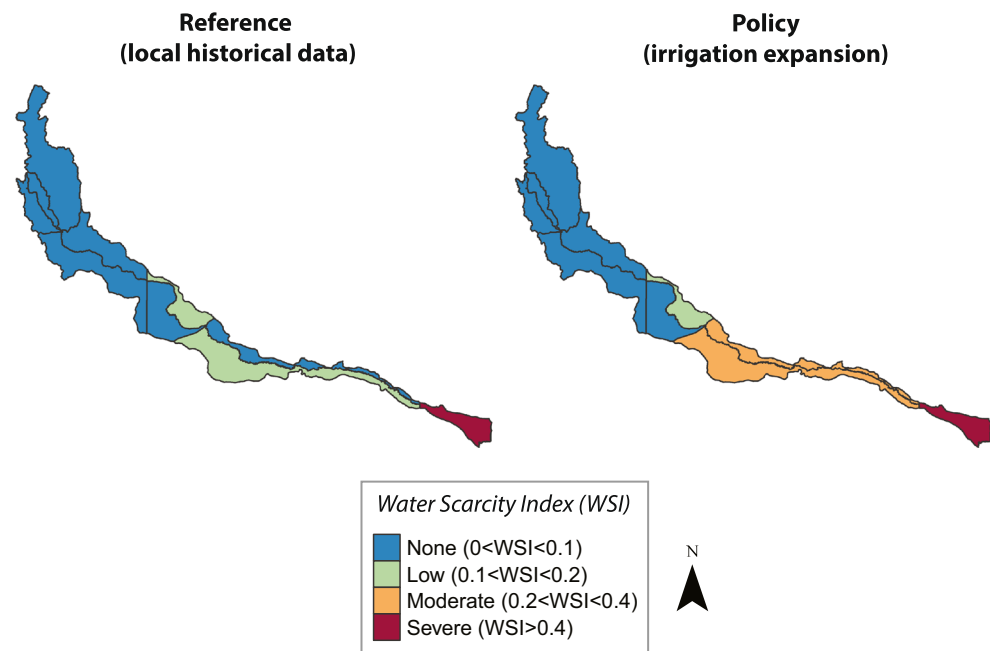 Reference
(local historical data)
Policy
(irrigation expansion)
Water Scarcity Index (WSI)
None (0<WSI<0.1)
Low (0.1<WSI<0.2)
Moderate (0.2<WSI<0.4)
Severe (WSI>0.4)
N